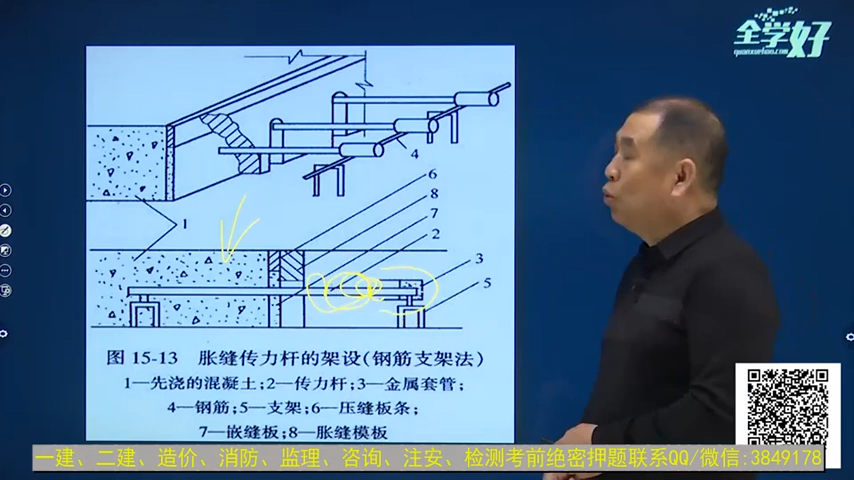 全学好
quanxuehao.com
4
6
8
7
2
1
3
5
图 15-13 胀缝传力杆的架设(钢筋支架法)
1—先浇的混凝土;2—传力杆;3—金属套管;
4—钢筋;5—支架;6—压缝板条;
7—嵌缝板;8—胀缝模板
一建、二建、造价、消防、监理、咨询、注安、检测考前绝密押题联系QQ/微信:3849178